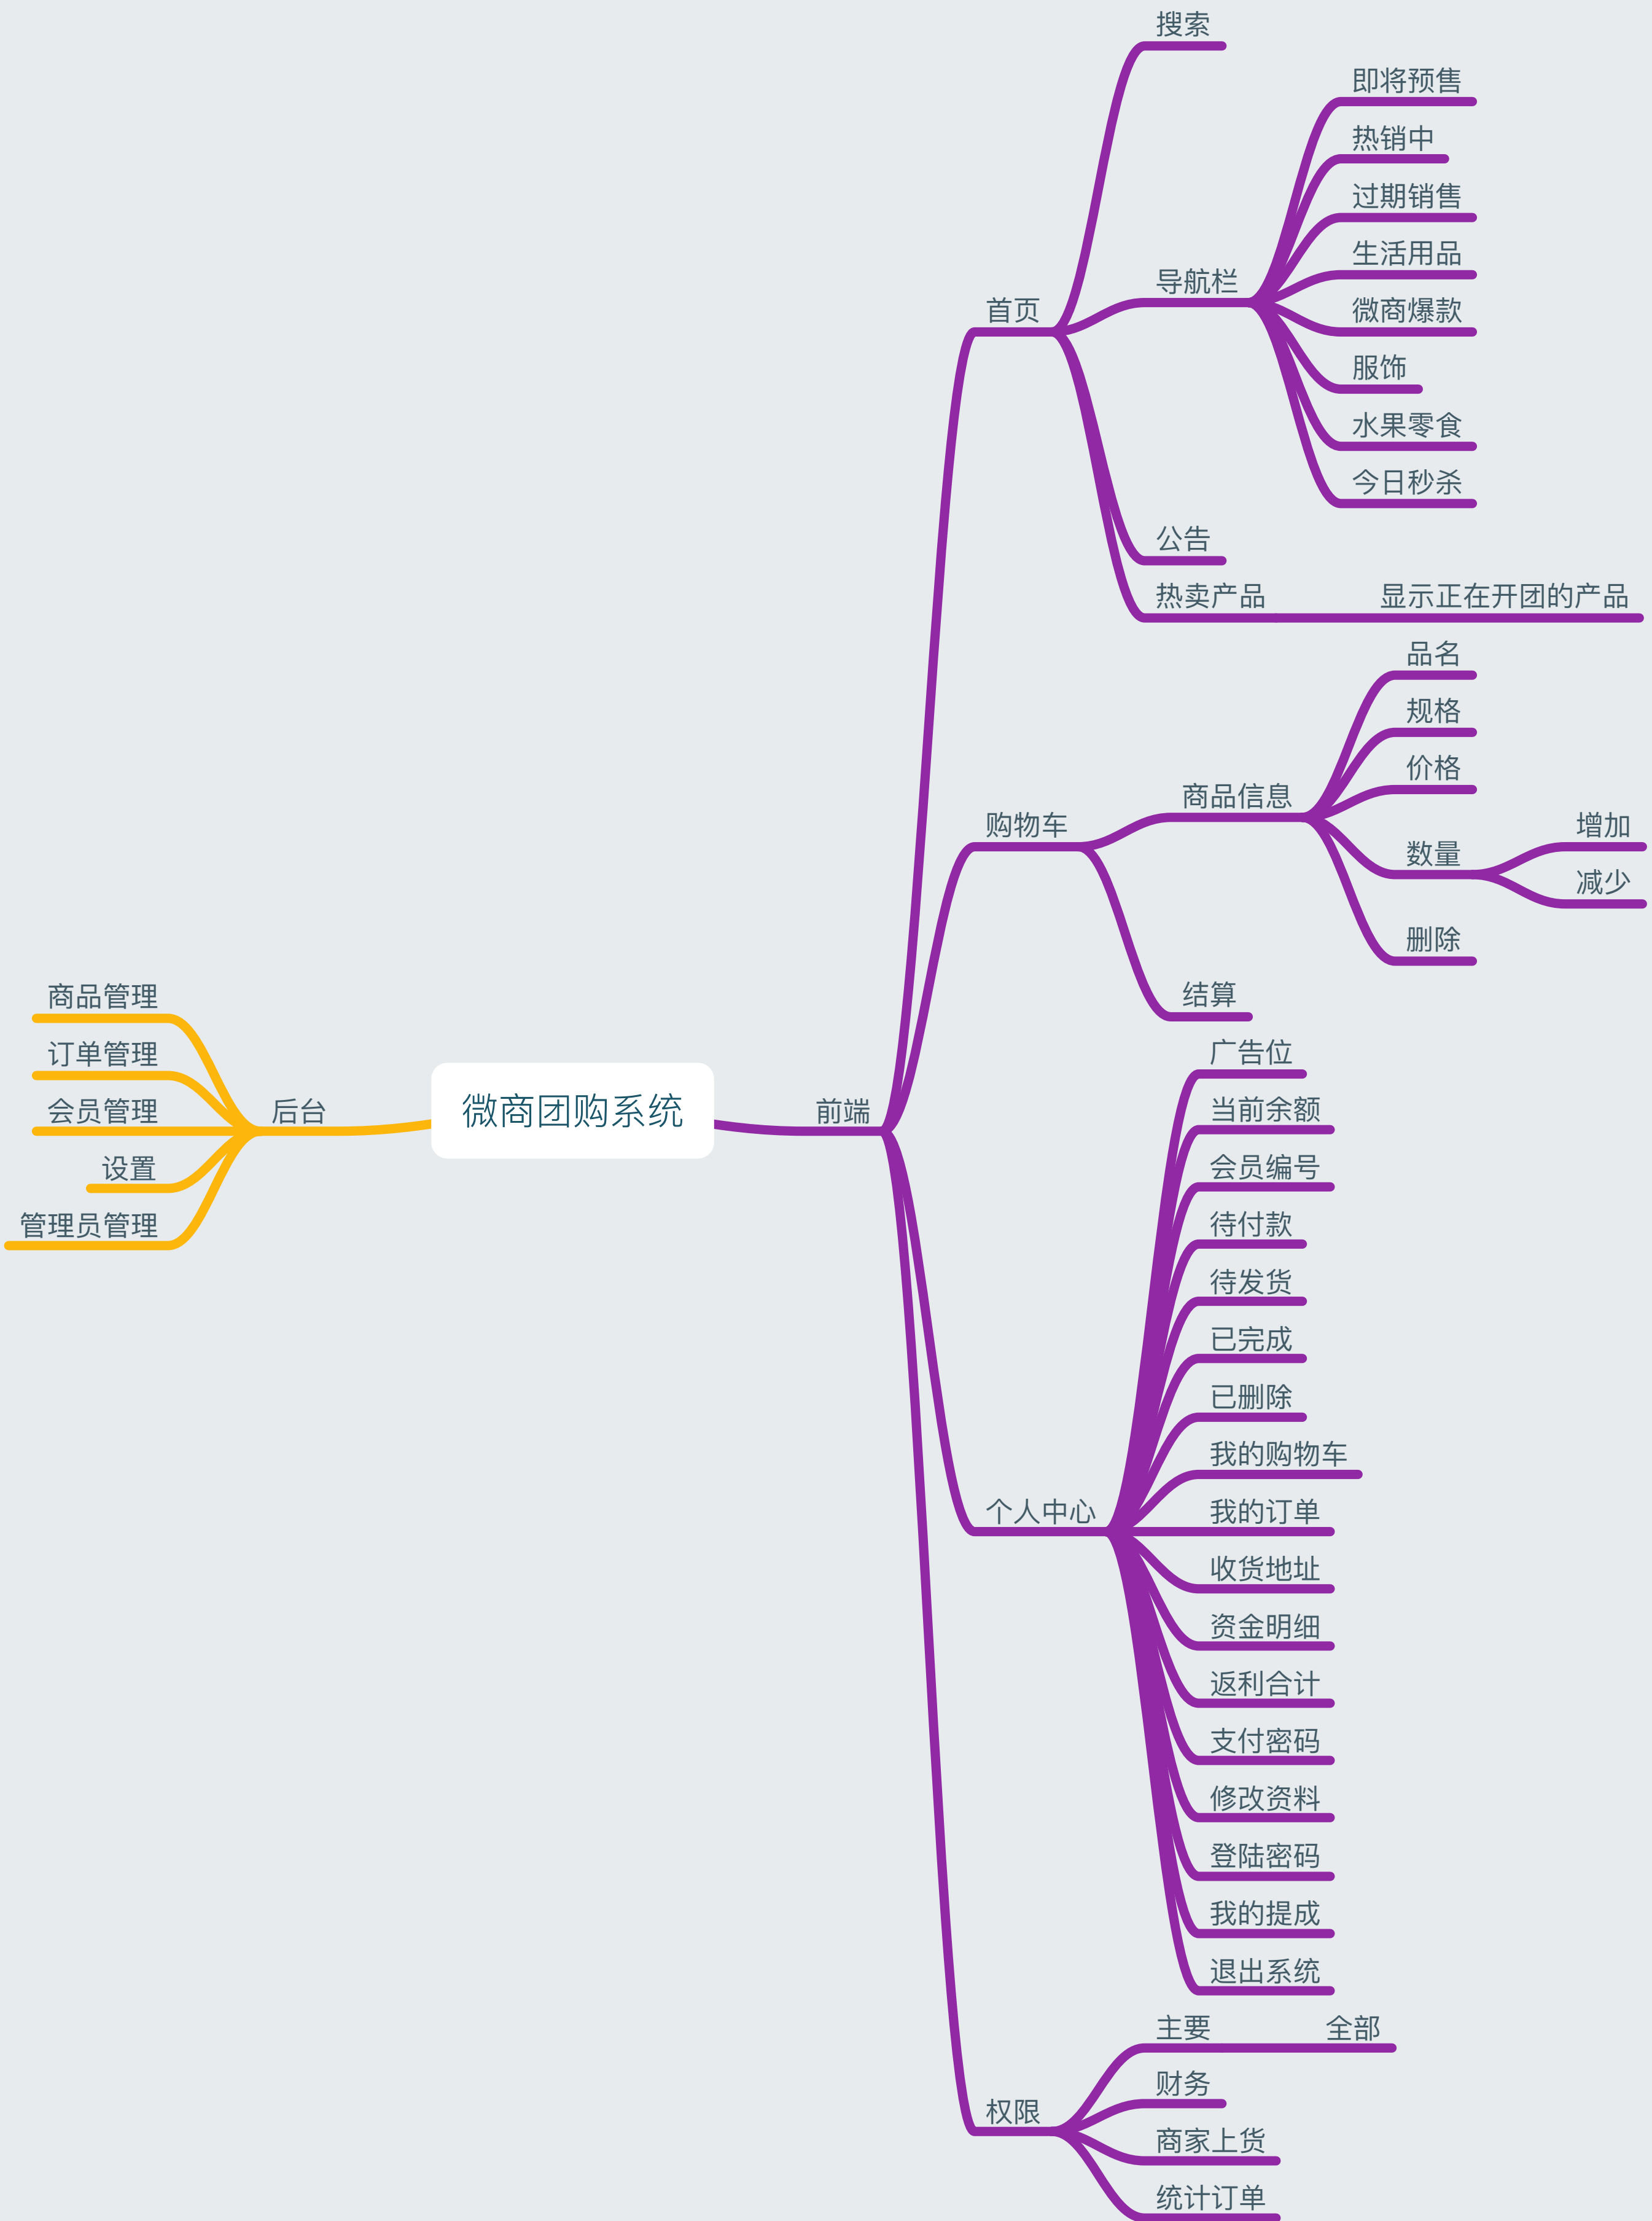 微商团购系统
前端
首页
搜索
导航栏
即将预售
热销中
过期销售
生活用品
微商爆款
服饰
水果零食
今日秒杀
公告
热卖产品
显示正在开团的产品
购物车
商品信息
品名
规格
价格
数量
增加
减少
删除
结算
个人中心
广告位
当前余额
会员编号
待付款
待发货
已完成
已删除
我的购物车
我的订单
收货地址
资金明细
返利合计
支付密码
修改资料
登陆密码
我的提成
退出系统
权限
主要
全部
财务
商家上货
统计订单
后台
商品管理
订单管理
会员管理
设置
管理员管理